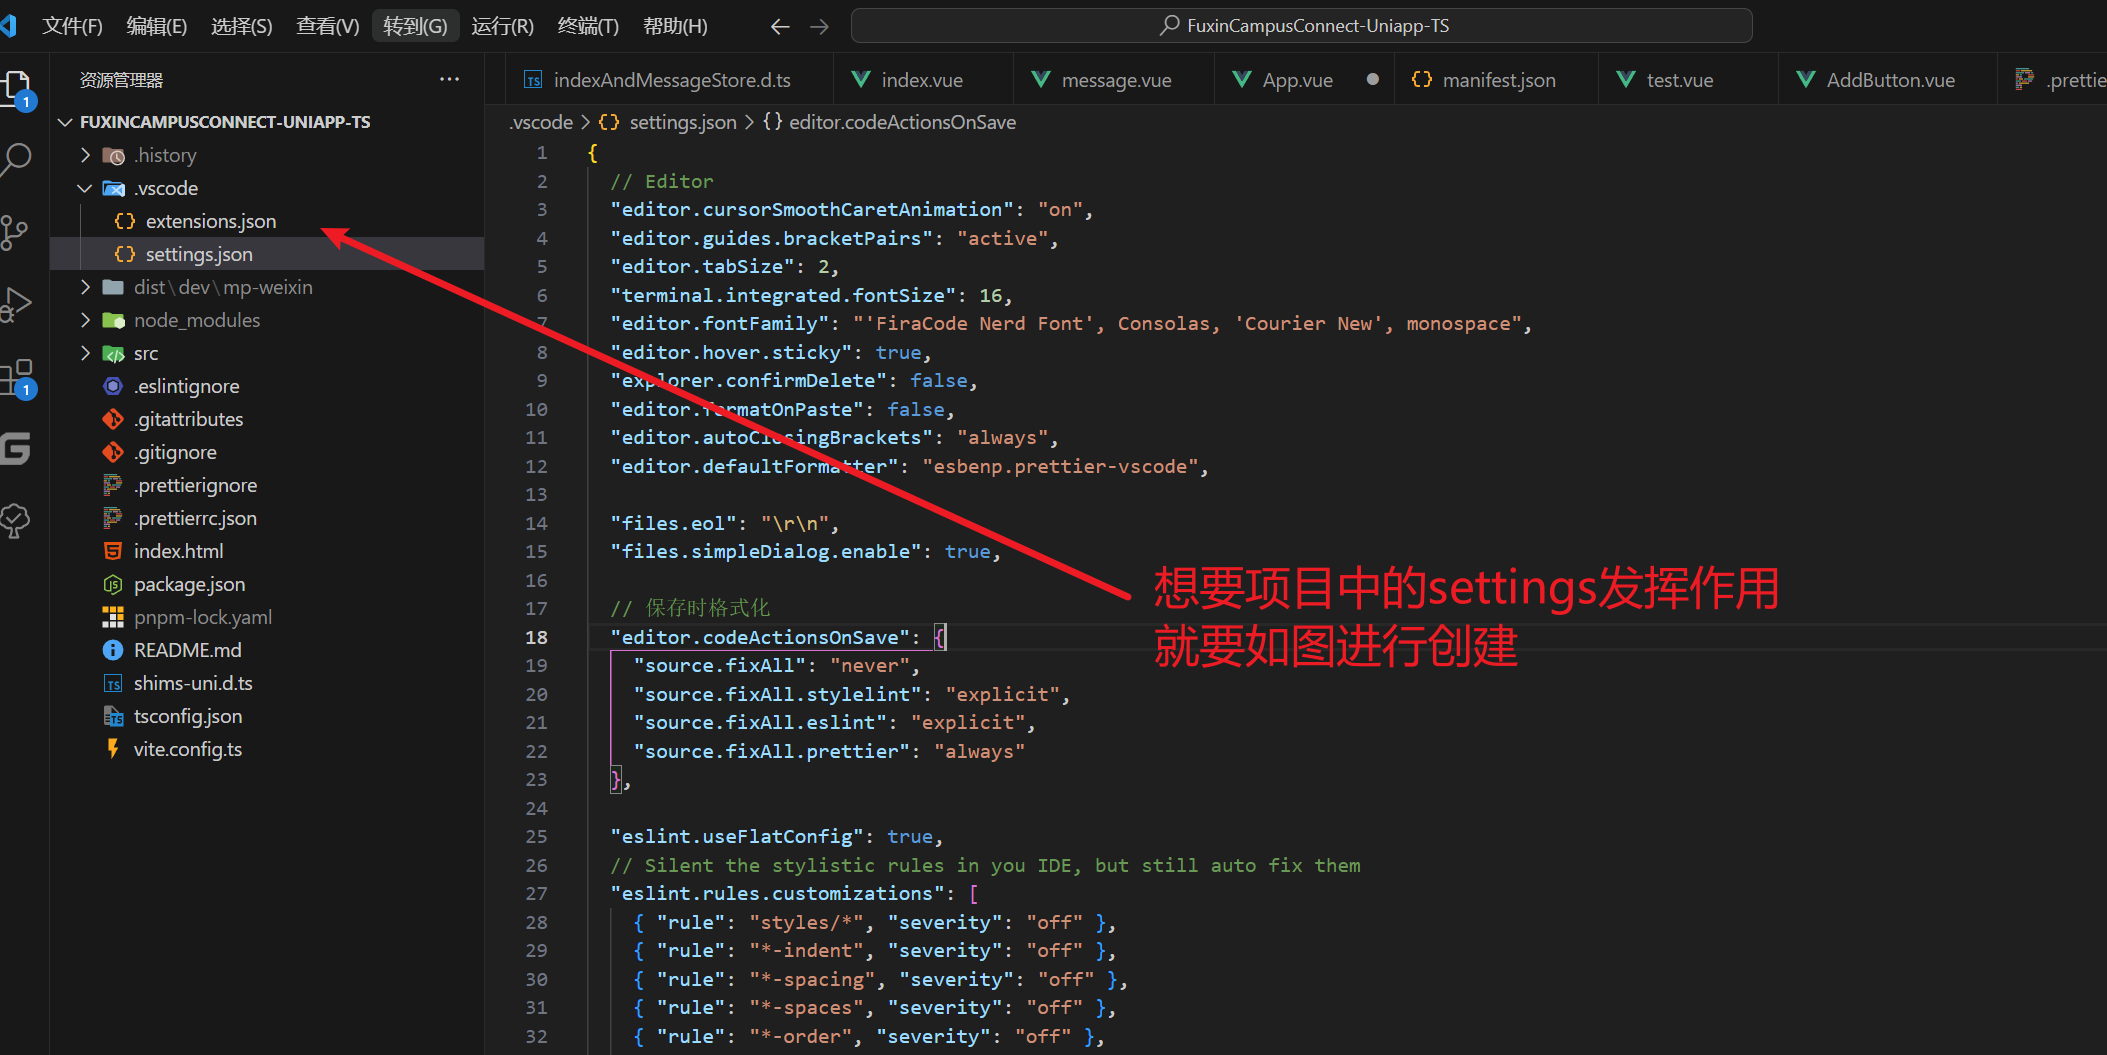 文件(F) 编辑(E) 选择(S) 查看(V) 转到(G) 运行(R) 终端(T) 帮助(H) FuxinCampusConnect-Uniapp-TS
资源管理器 ···
1
FUXINCAMPUSCONNECT-UNIAPP-TS
.history
.vscode
extensions.json
settings.json
dist\dev\mp-weixin
node_modules
src
1
.eslintignore
.gitattributes
.gitignore
.prettierignore
.prettierrc.json
index.html
package.json
pnpm-lock.yaml
README.md
shims-uni.d.ts
tsconfig.json
vite.config.ts
indexAndMessageStore.d.ts index.vue message.vue App.vue manifest.json test.vue AddButton.vue .prettie
.vscode > settings.json > {} editor.codeActionsOnSave
1 {
2 // Editor
3 "editor.cursorSmoothCaretAnimation": "on",
4 "editor.guides.bracketPairs": "active",
5 "editor.tabSize": 2,
6 "terminal.integrated.fontSize": 16,
7 "editor.fontFamily": "'FiraCode Nerd Font', Consolas, 'Courier New', monospace",
8 "editor.hover.sticky": true,
9 "explorer.confirmDelete": false,
10 "editor.formatOnPaste": false,
11 "editor.autoClosingBrackets": "always",
12 "editor.defaultFormatter": "esbenp.prettier-vscode",
13
14 "files.eol": "\r\n",
15 "files.simpleDialog.enable": true,
16
17 // 保存时格式化
18 "editor.codeActionsOnSave": {
19 "source.fixAll": "never",
20 "source.fixAll.stylelint": "explicit",
21 "source.fixAll.eslint": "explicit",
22 "source.fixAll.prettier": "always"
23 },
24
25 "eslint.useFlatConfig": true,
26 // Silent the stylistic rules in you IDE, but still auto fix them
27 "eslint.rules.customizations": [
28 { "rule": "styles/*", "severity": "off" },
29 { "rule": "*-indent", "severity": "off" },
30 { "rule": "*-spacing", "severity": "off" },
31 { "rule": "*-spaces", "severity": "off" },
32 { "rule": "*-order", "severity": "off" },
想要项目中的settings发挥作用
就要如图进行创建